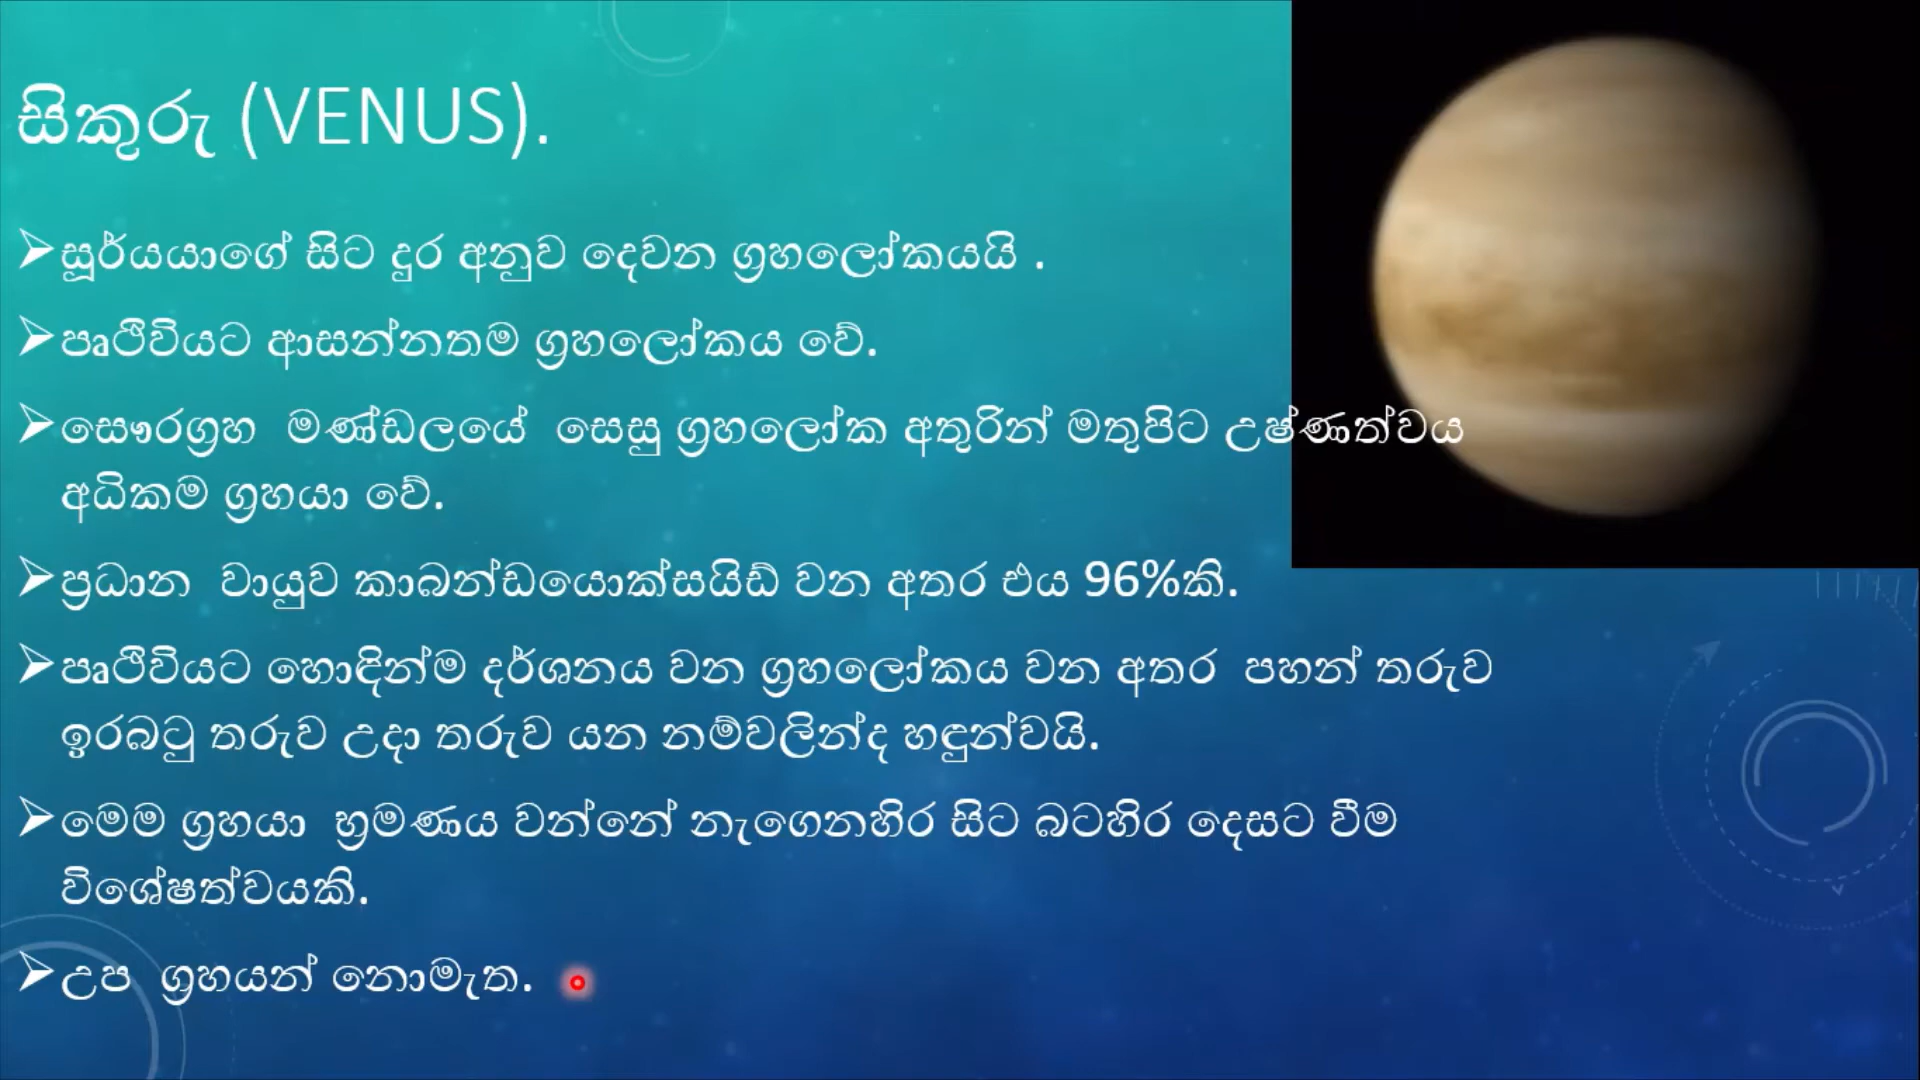 සිකුරු (VENUS).
➢සූර්යයාගේ සිට දුර අනුව දෙවන ග්‍රහලෝකයයි .
➢පෘථිවියට ආසන්නතම ග්‍රහලෝකය වේ.
➢සෞරග්‍රහ මණ්ඩලයේ සෙසු ග්‍රහලෝක අතුරින් මතුපිට උෂ්ණත්වය
අධිකම ග්‍රහයා වේ.
➢ප්‍රධාන වායුව කාබන්ඩයොක්සයිඩ් වන අතර එය 96%කි.
➢පෘථිවියට හොඳින්ම දර්ශනය වන ග්‍රහලෝකය වන අතර පහන් තරුව
ඉරබටු තරුව උදා තරුව යන නම්වලින්ද හඳුන්වයි.
➢මෙම ග්‍රහයා භ්‍රමණය වන්නේ නැගෙනහිර සිට බටහිර දෙසට වීම
විශේෂත්වයකි.
➢උප ග්‍රහයන් නොමැත.